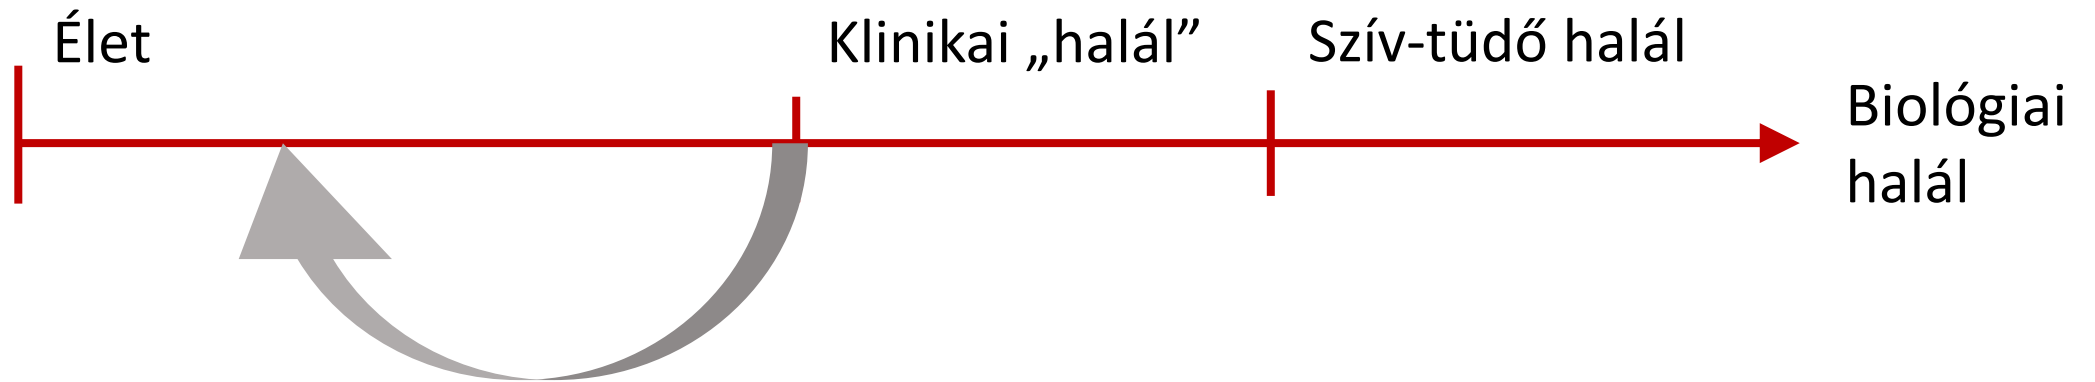 Élet
Klinikai „halál”
Szív-tüdő halál
Biológiai
halál